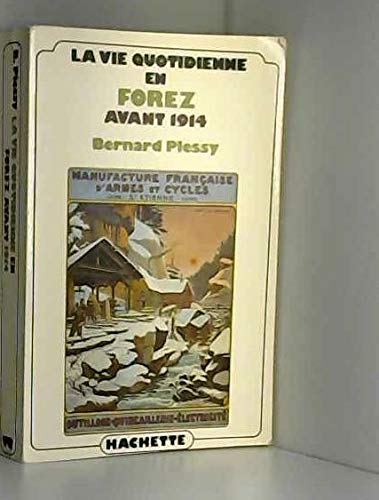 LA VIE QUOTIDIENNE
EN
FOREZ
AVANT 1914
Bernard Plessy
MANUFACTURE FRANÇAISE
D'ARMES ET CYCLES
ST ETIENNE
OUTILLAGE-QUINCAILLERIE-ÉLECTRICITÉ
HACHETTE
B. Plessy LA VIE QUOTIDIENNE EN
FOREZ AVANT 1914